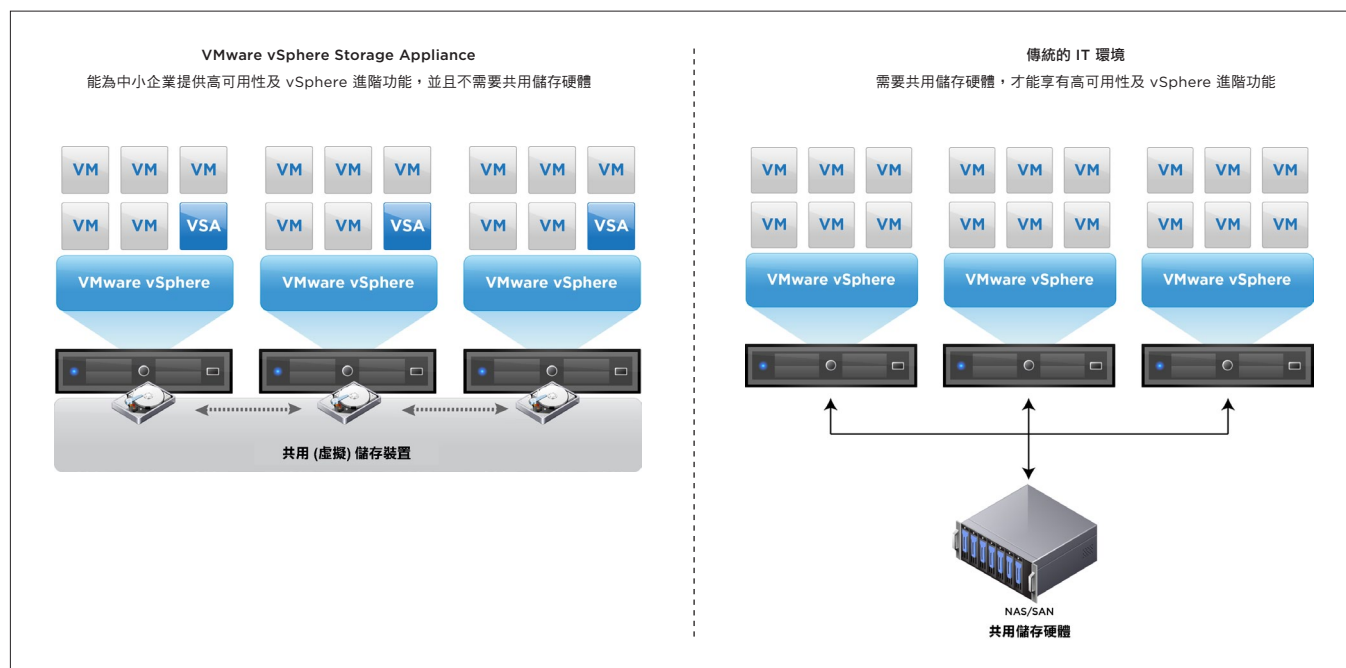 VMware vSphere Storage Appliance
能為中小企業提供高可用性及 vSphere 進階功能，並且不需要共用儲存硬體
VM VM VM VM VM VM VM VM VM
VM VM VSA VM VM VSA VM VM VSA
VMware vSphere VMware vSphere VMware vSphere
共用 (虛擬) 儲存裝置
傳統的 IT 環境
需要共用儲存硬體，才能享有高可用性及 vSphere 進階功能
VM VM VM VM VM VM VM VM VM
VM VM VM VM VM VM VM VM VM
VMware vSphere VMware vSphere VMware vSphere
NAS/SAN
共用儲存硬體